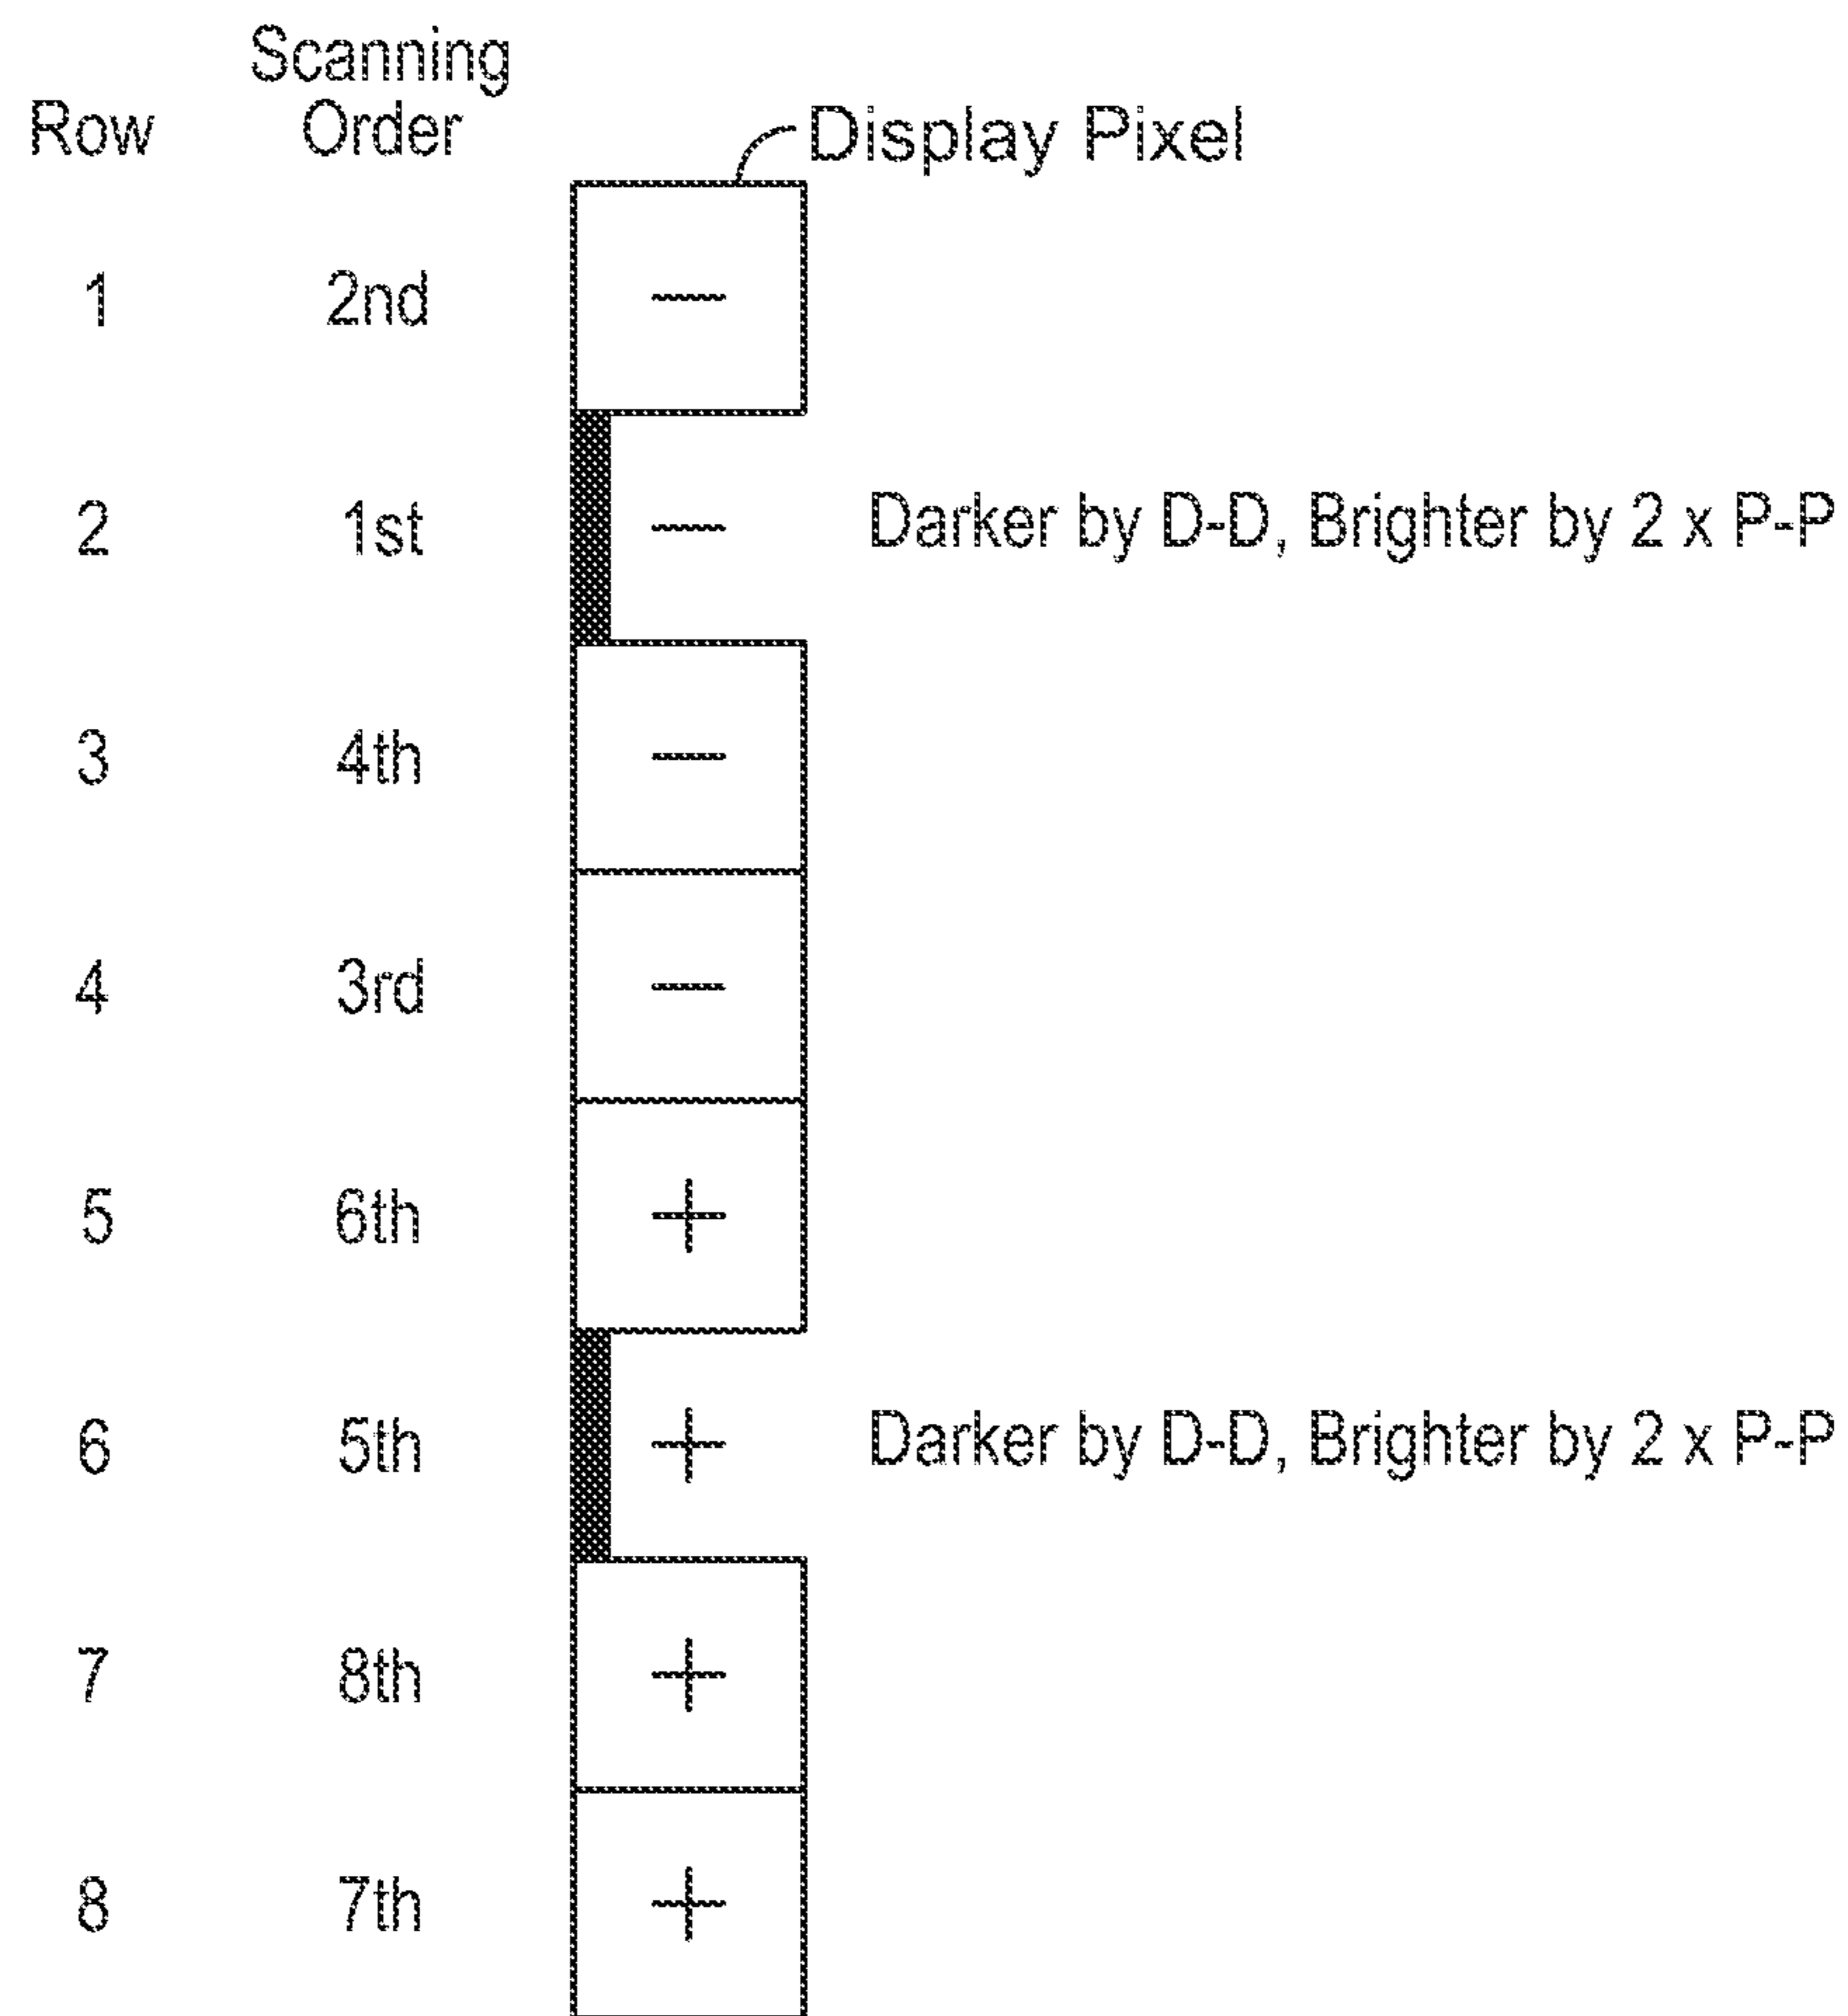 Scanning
Row Order
Display Pixel
1 2nd −
2 1st − Darker by D-D, Brighter by 2 x P-P
3 4th −
4 3rd −
5 6th +
6 5th + Darker by D-D, Brighter by 2 x P-P
7 8th +
8 7th +